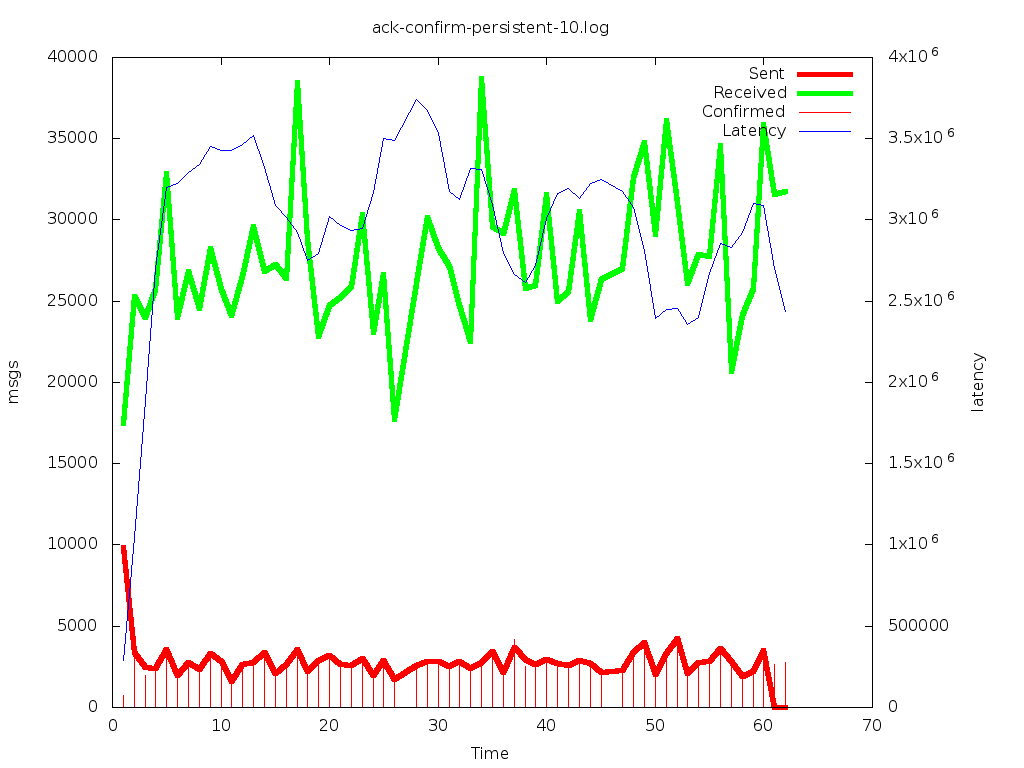 ack-confirm-persistent-10.log
40000
35000
30000
25000
20000
15000
10000
5000
0
msgs
4x10^6
3.5x10^6
3x10^6
2.5x10^6
2x10^6
1.5x10^6
1x10^6
500000
0
latency
Sent
Received
Confirmed
Latency
0 10 20 30 40 50 60 70
Time